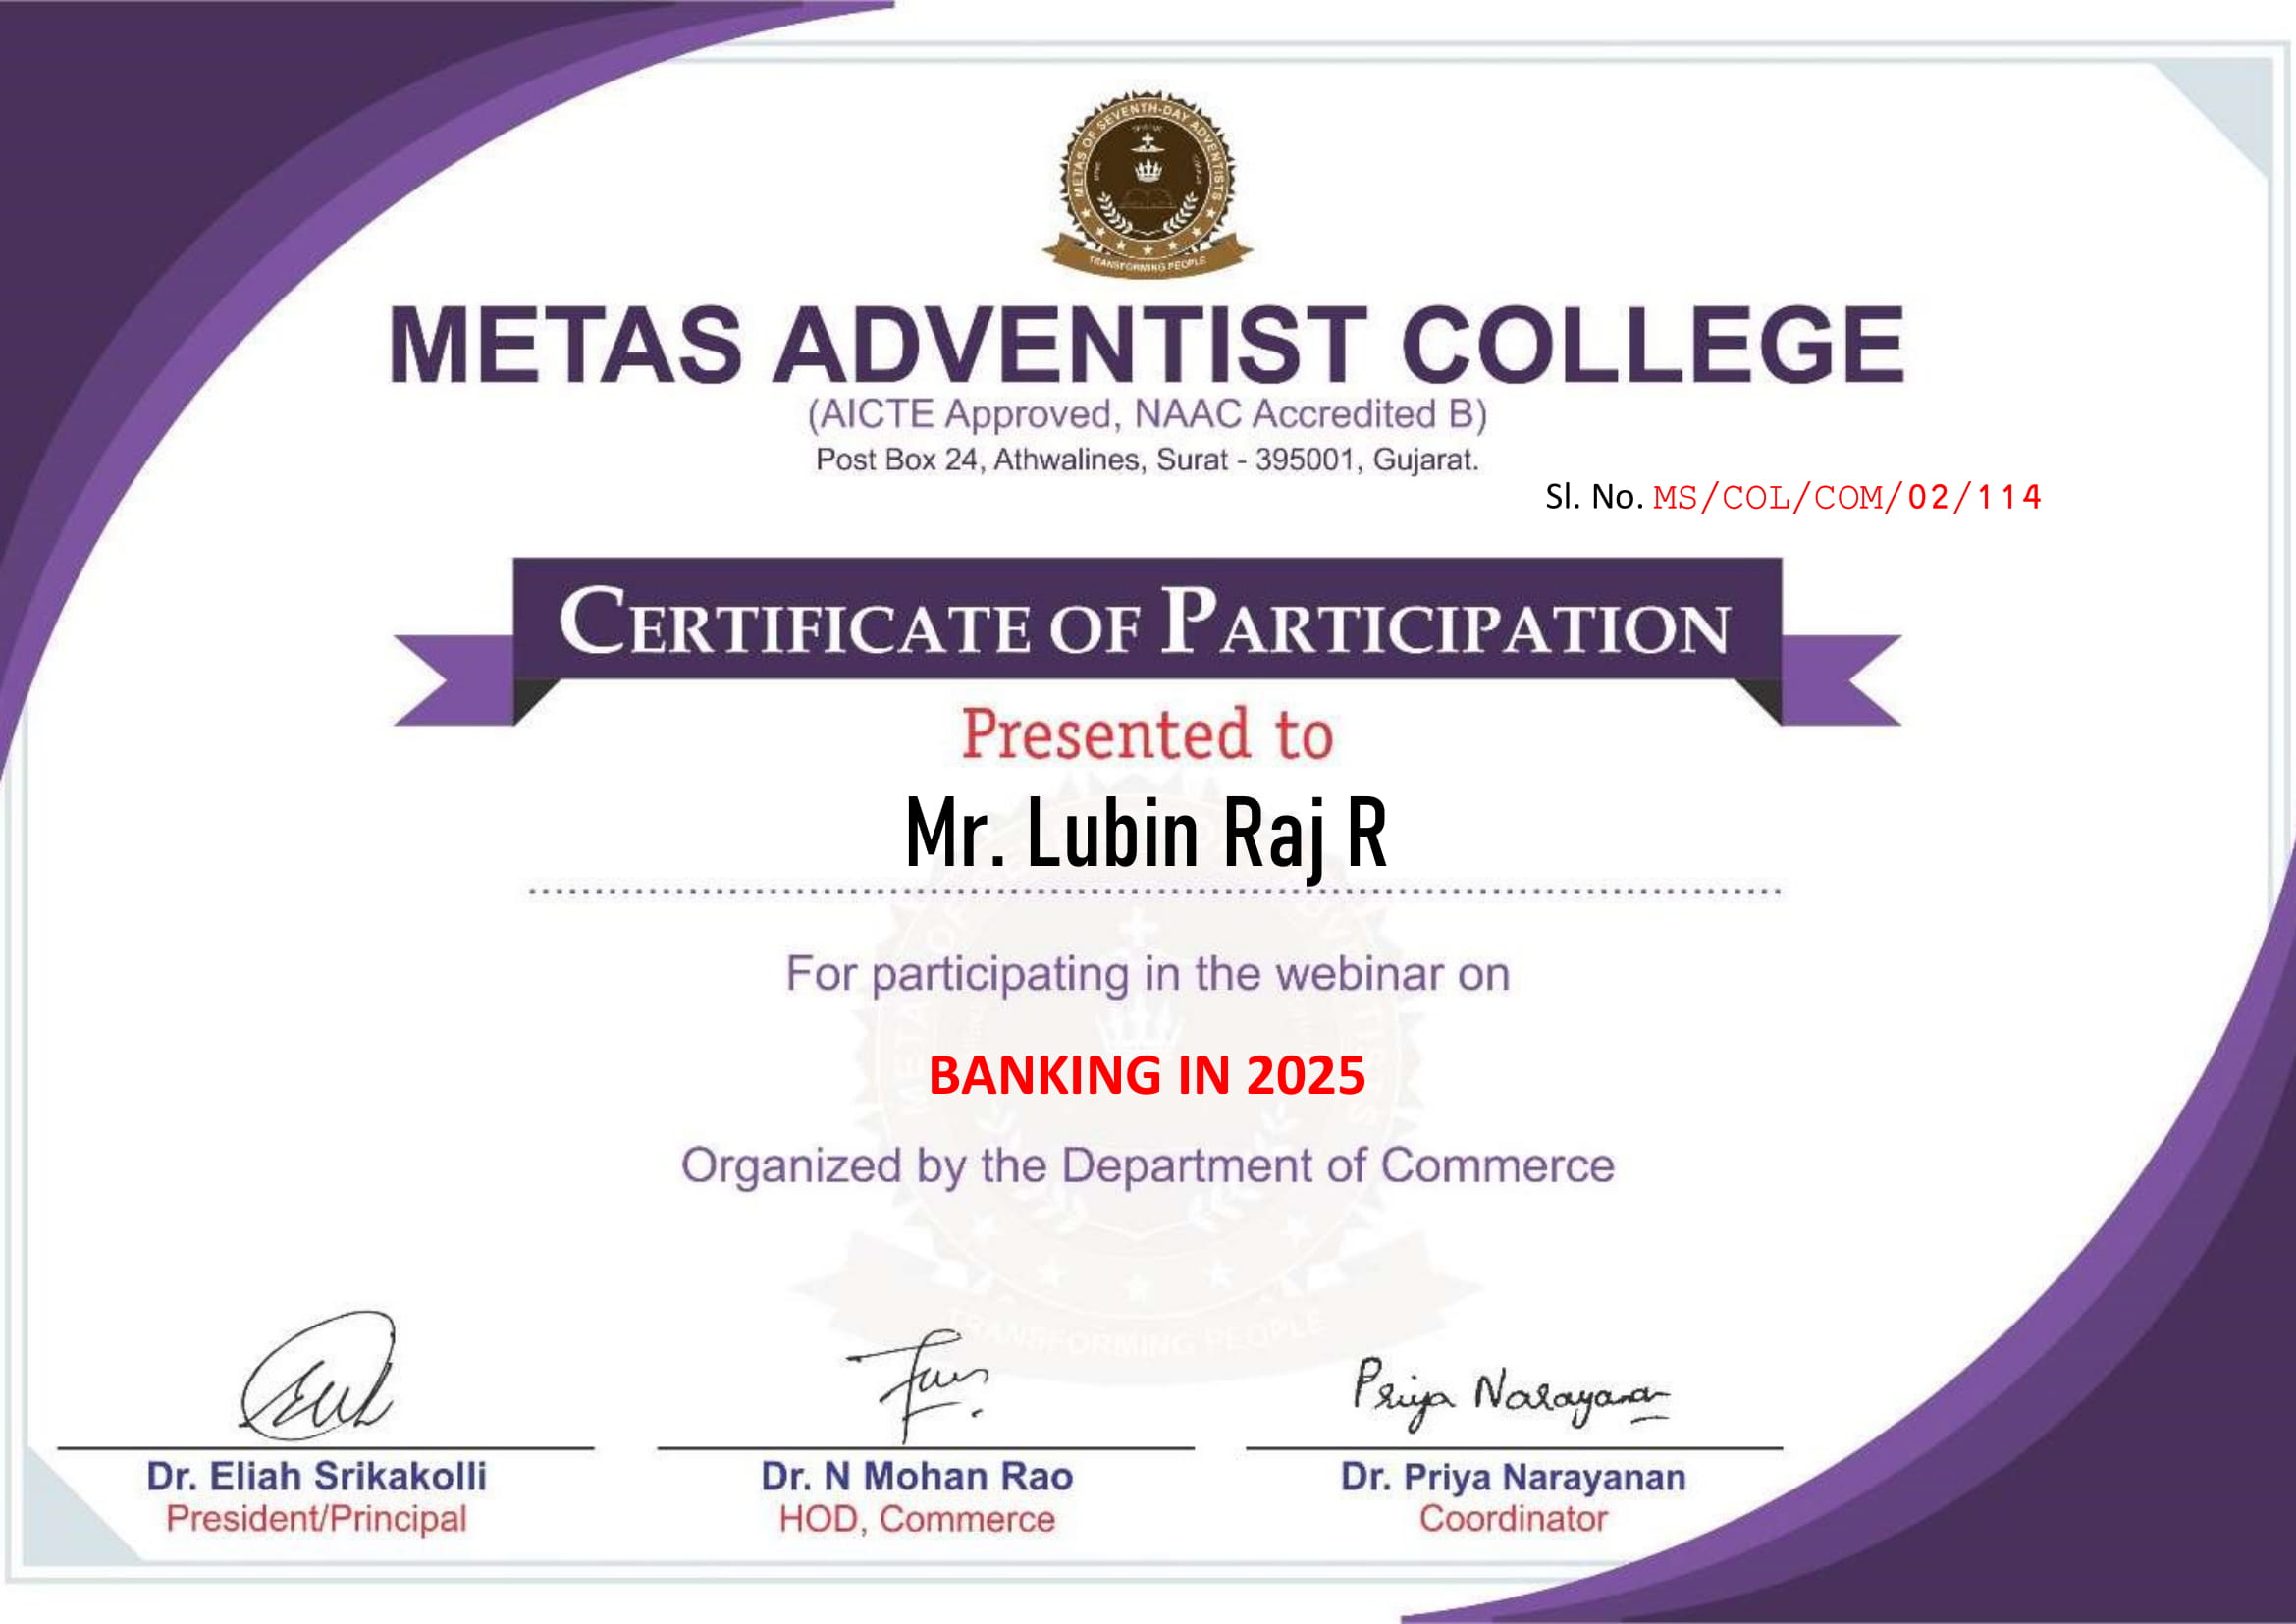 METAS OF SEVENTH-DAY ADVENTISTS
TRANSFORMING PEOPLE
METAS ADVENTIST COLLEGE
(AICTE Approved, NAAC Accredited B)
Post Box 24, Athwalines, Surat - 395001, Gujarat.
Sl. No. MS/COL/COM/02/114
CERTIFICATE OF PARTICIPATION
Presented to
Mr. Lubin Raj R
For participating in the webinar on
BANKING IN 2025
Organized by the Department of Commerce
TRANSFORMING PEOPLE
Priya Narayanan
Dr. Eliah Srikakolli
Dr. N Mohan Rao
Dr. Priya Narayanan
President/Principal
HOD, Commerce
Coordinator